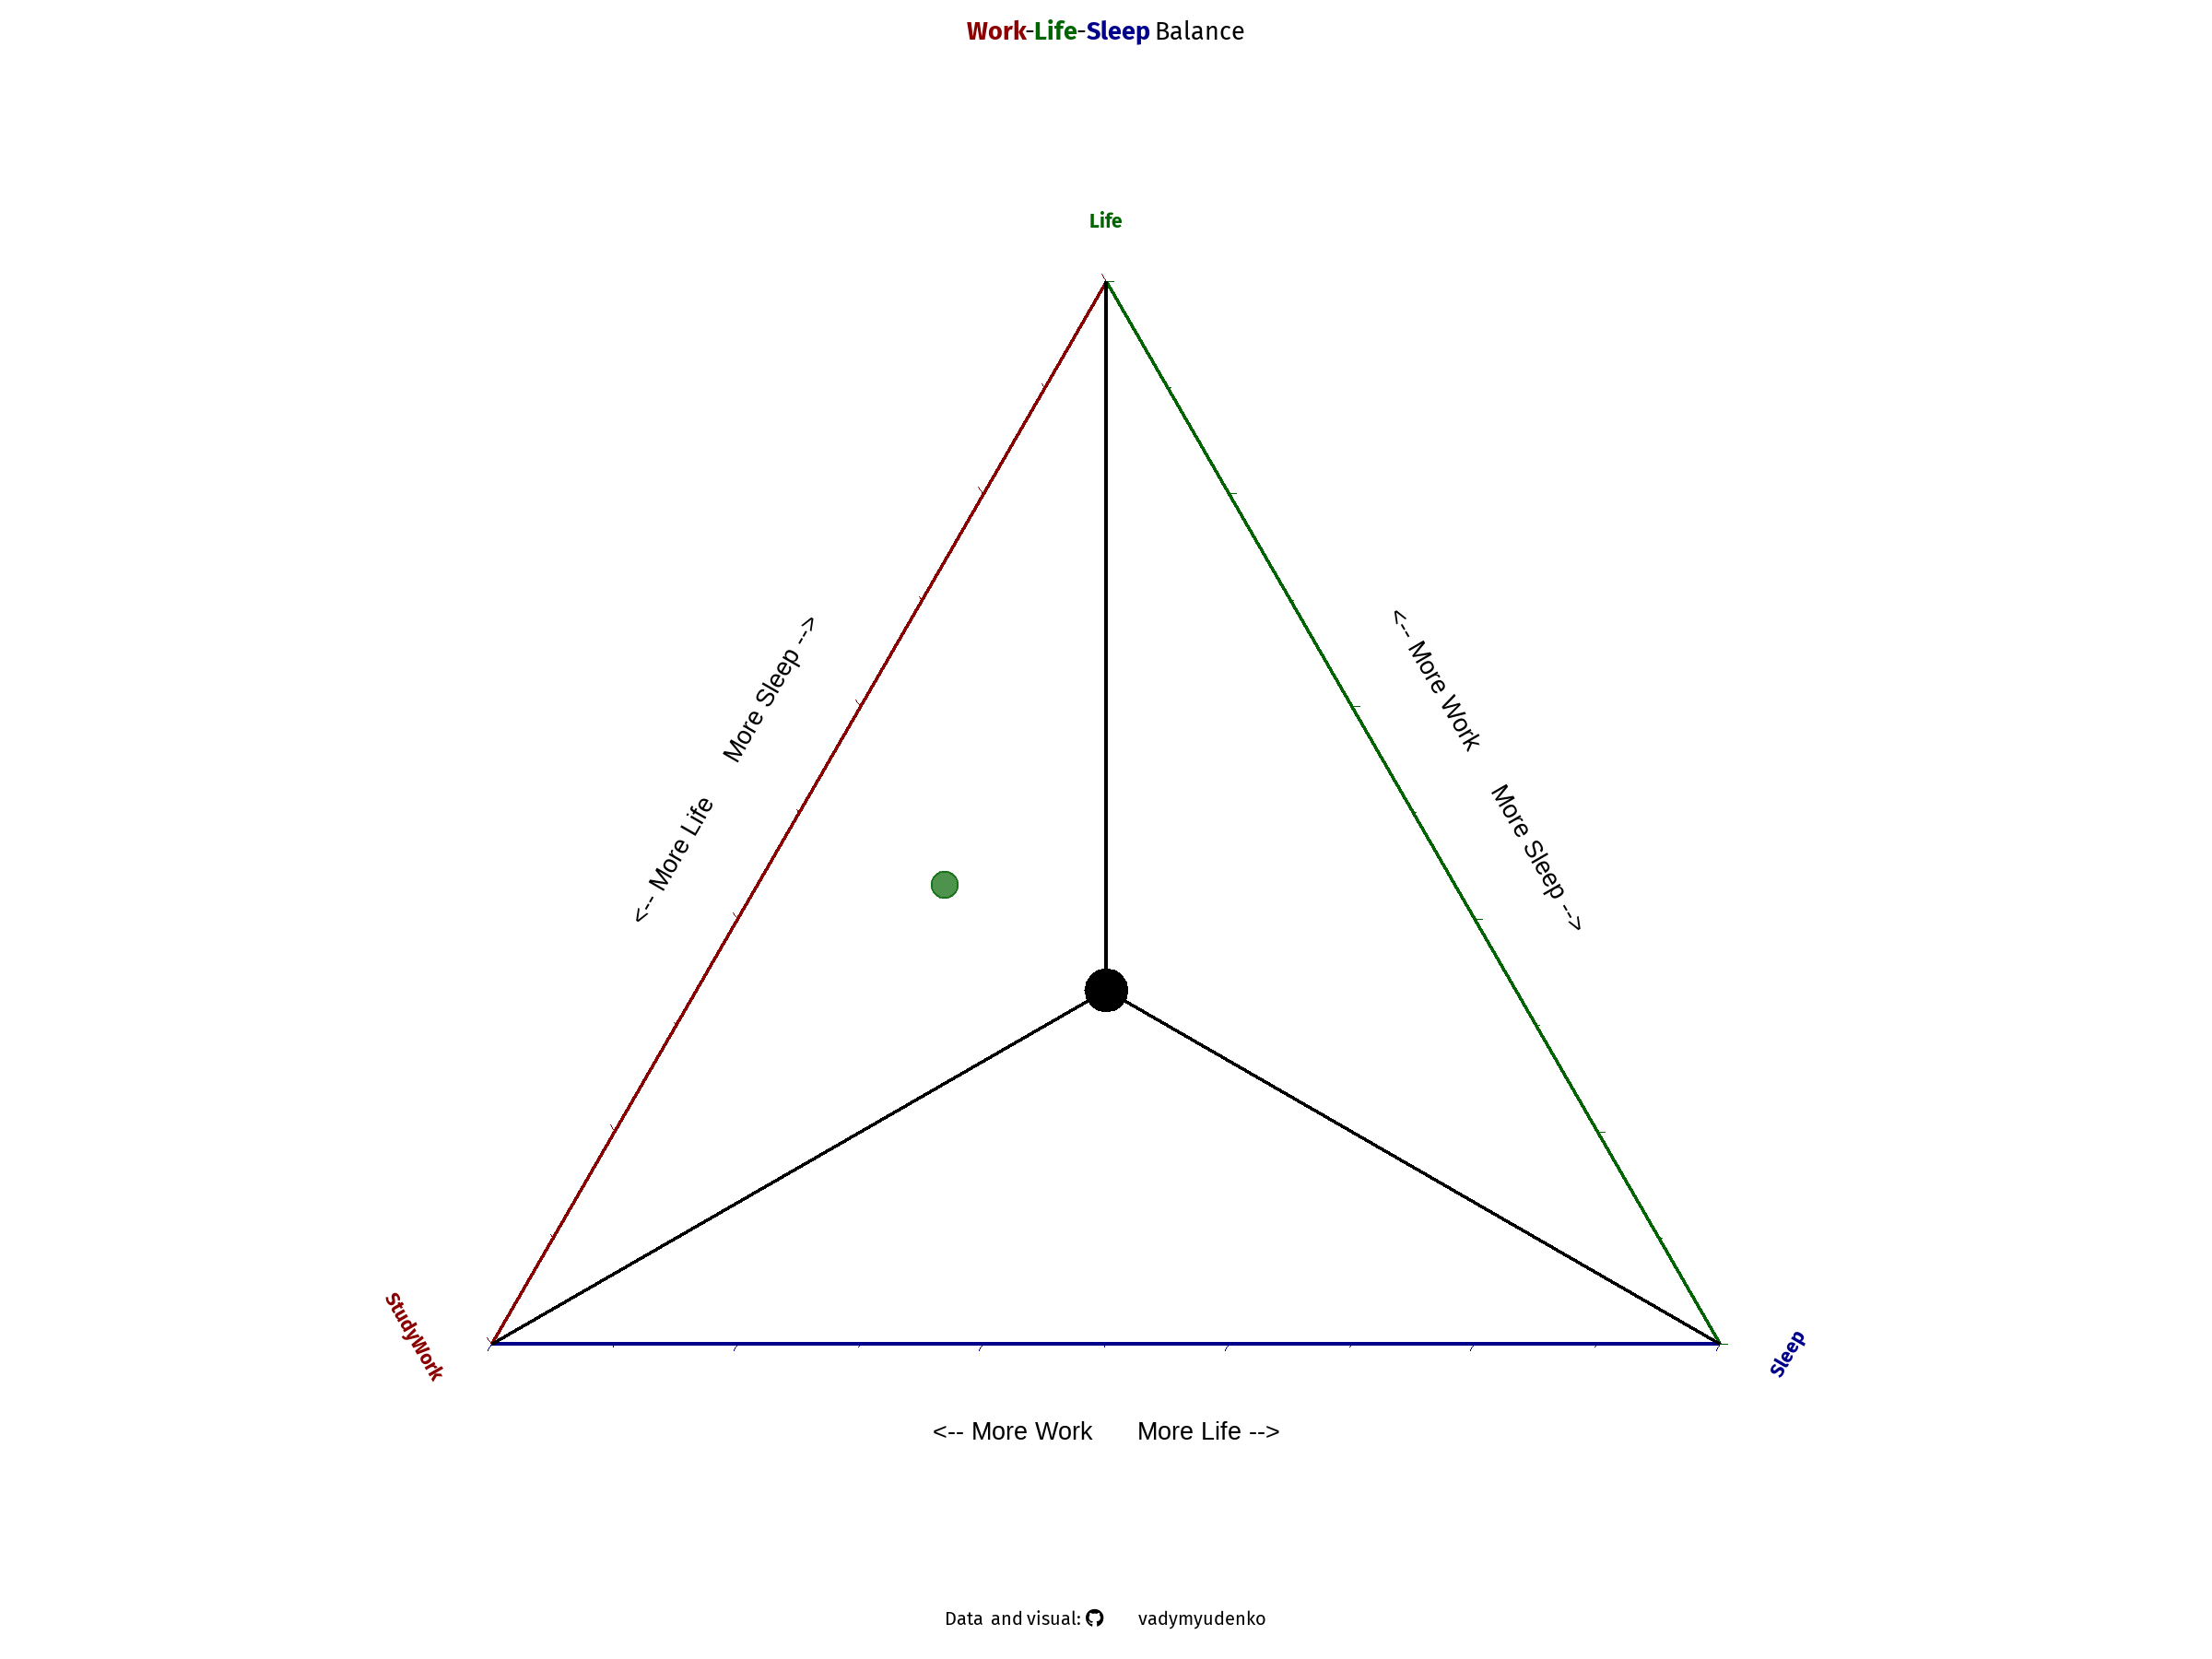 Work-Life-Sleep Balance
Life
<-- More Life More Sleep -->
<-- More Work More Sleep -->
StudyWork
Sleep
<-- More Work More Life -->
Data and visual: vadymyudenko